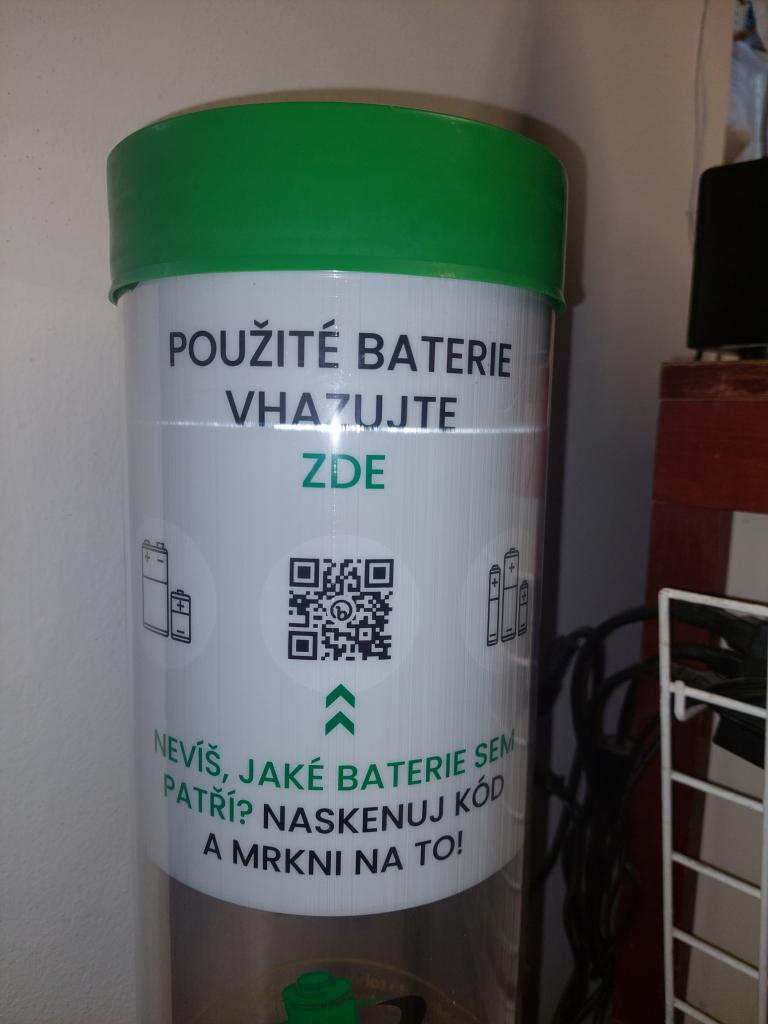 POUŽITÉ BATERIE
VHAZUJTE
ZDE
NEVÍŠ, JAKÉ BATERIE SEM
PATŘÍ? NASKENUJ KÓD
A MRKNI NA TO!